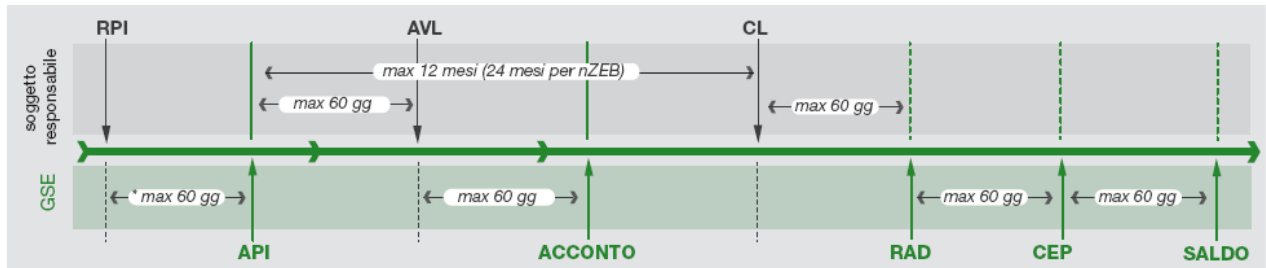 RPI AVL CL
soggetto
responsabile
max 12 mesi (24 mesi per nZEB)
max 60 gg
max 60 gg
GSE
* max 60 gg
max 60 gg
max 60 gg
max 60 gg
API ACCONTO RAD CEP SALDO